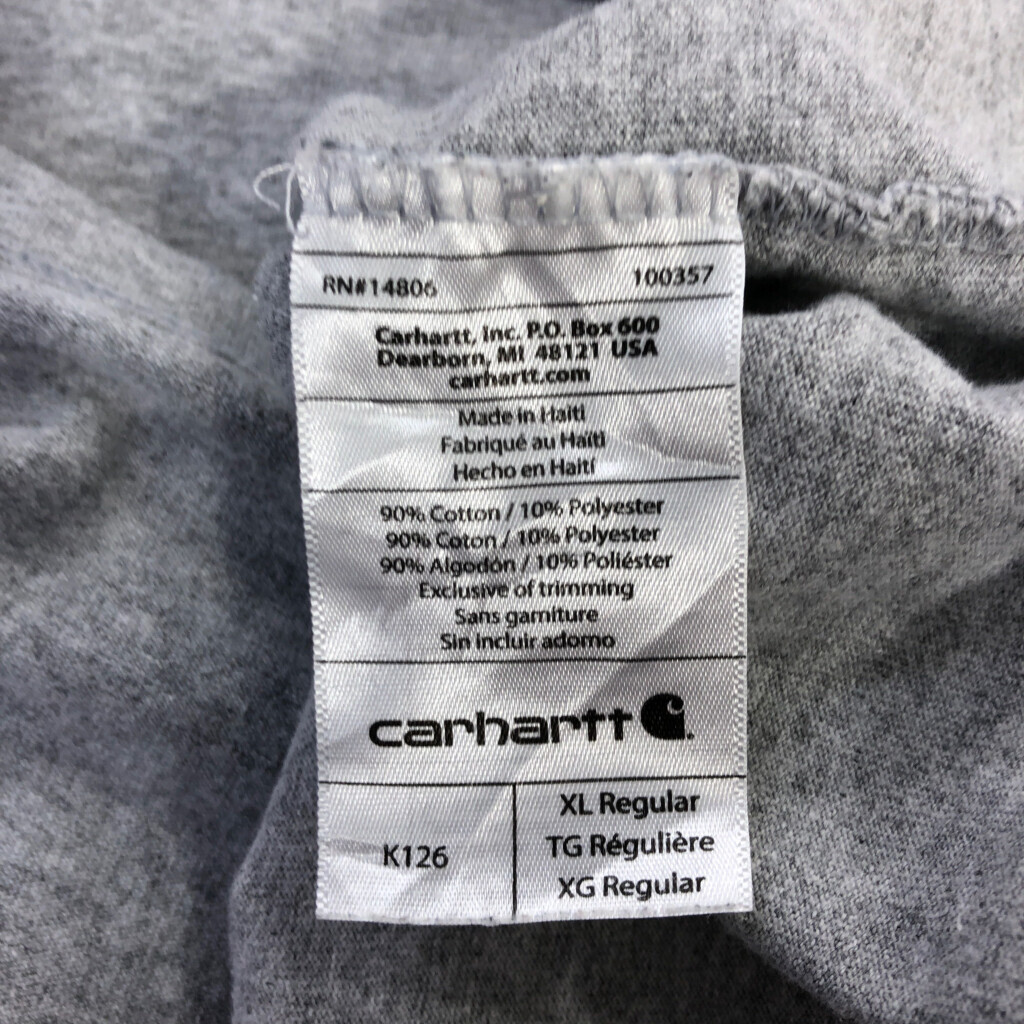 RN#14806 100357
Carhartt, Inc. P.O. Box 600
Dearborn, MI 48121 USA
carhartt.com
Made in Haiti
Fabriqué au Haïti
Hecho en Haití
90% Cotton / 10% Polyester
90% Coton / 10% Polyester
90% Algodón / 10% Poliéster
Exclusive of trimming
Sans garniture
Sin incluir adorno
carhartt
K126
XL Regular
TG Régulière
XG Regular